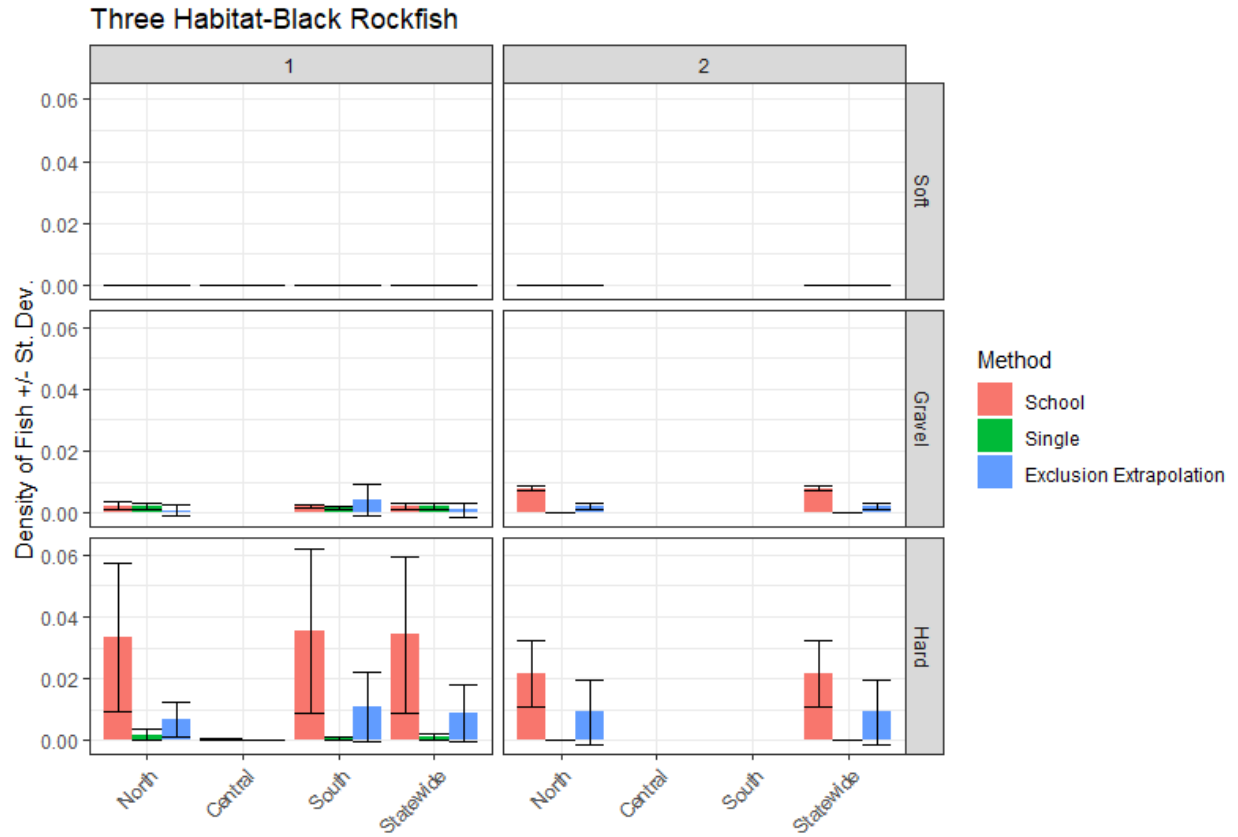 Three Habitat-Black Rockfish
1
2
0.06
0.04
0.02
0.00
Soft
0.06
0.04
0.02
0.00
Gravel
0.06
0.04
0.02
0.00
Hard
Density of Fish +/- St. Dev.
North
Central
South
Statewide
North
Central
South
Statewide
Method
School
Single
Exclusion Extrapolation